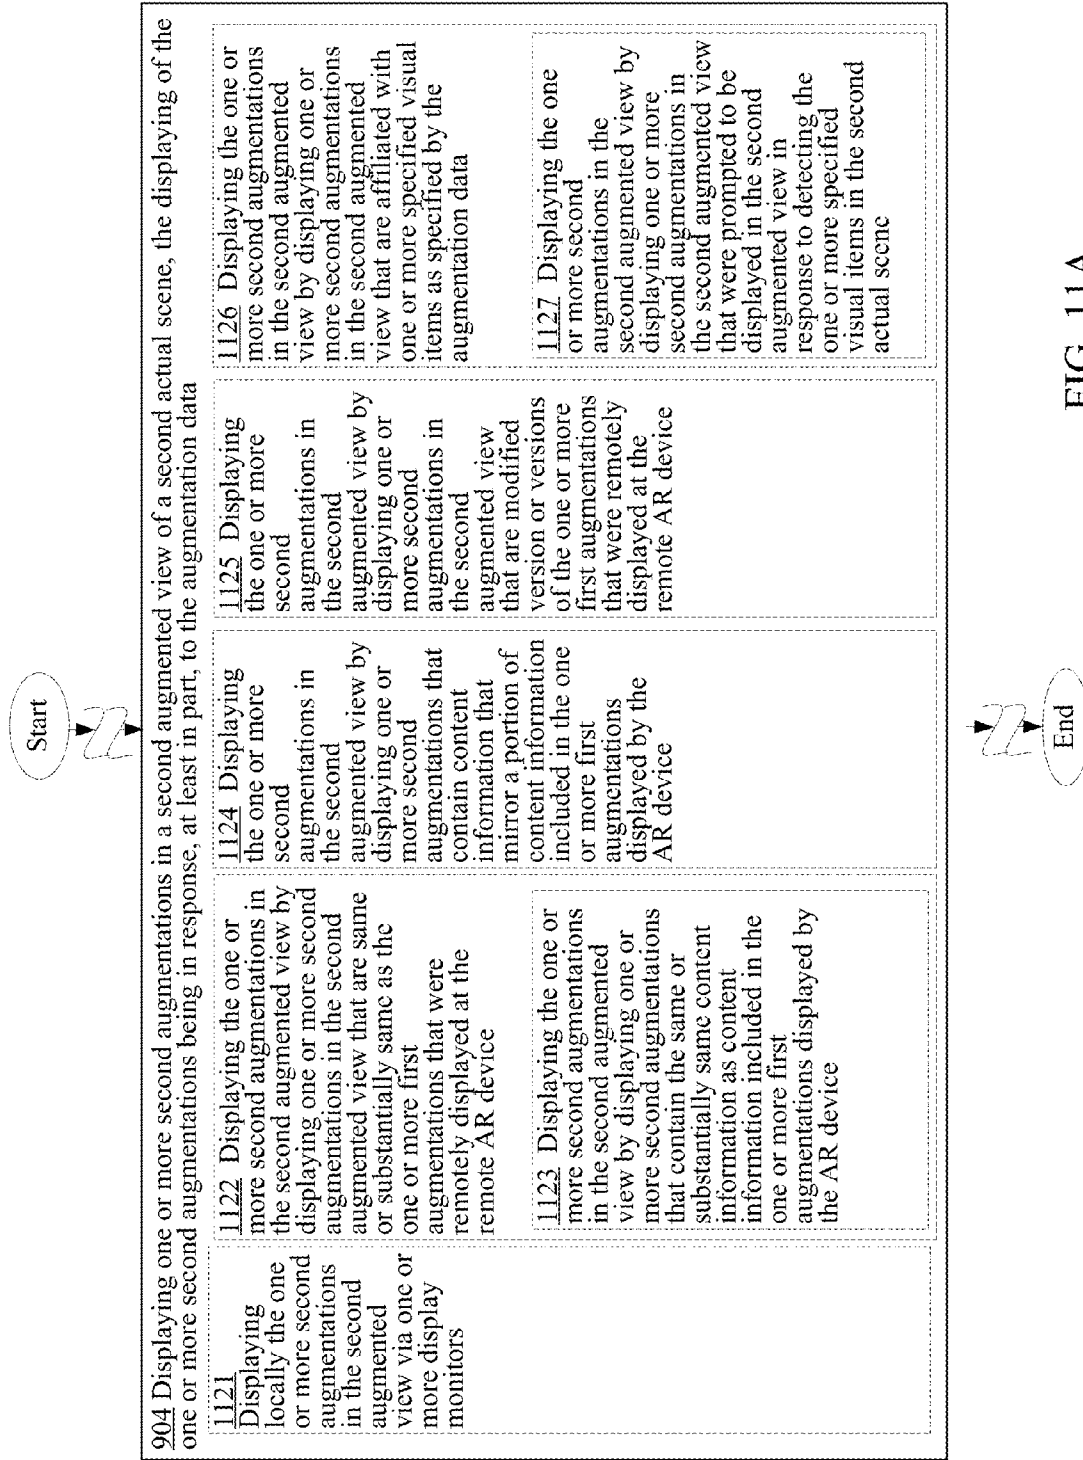 Start
904 Displaying one or more second augmentations in a second augmented view of a second actual scene, the displaying of the
one or more second augmentations being in response, at least in part, to the augmentation data
1121
Displaying
locally the one
or more second
augmentations
in the second
augmented
view via one or
more display
monitors
1122 Displaying the one or
more second augmentations in
the second augmented view by
displaying one or more second
augmentations in the second
augmented view that are same
or substantially same as the
one or more first
augmentations that were
remotely displayed at the
remote AR device
1123 Displaying the one or
more second augmentations
in the second augmented
view by displaying one or
more second augmentations
that contain the same or
substantially same content
information as content
information included in the
one or more first
augmentations displayed by
the AR device
1124 Displaying
the one or more
second
augmentations in
the second
augmented view by
displaying one or
more second
augmentations that
contain content
information that
mirror a portion of
content information
included in the one
or more first
augmentations
displayed by the
AR device
1125 Displaying
the one or more
second
augmentations in
the second
augmented view by
displaying one or
more second
augmentations in
the second
augmented view
that are modified
version or versions
of the one or more
first augmentations
that were remotely
displayed at the
remote AR device
1126 Displaying the one or
more second augmentations
in the second augmented
view by displaying one or
more second augmentations
in the second augmented
view that are affiliated with
one or more specified visual
items as specified by the
augmentation data
1127 Displaying the one
or more second
augmentations in the
second augmented view by
displaying one or more
second augmentations in
the second augmented view
that were prompted to be
displayed in the second
augmented view in
response to detecting the
one or more specified
visual items in the second
actual scene
End
FIG. 11A